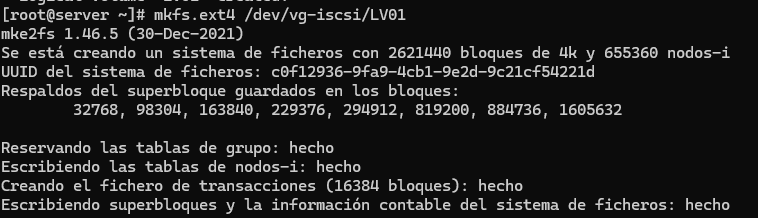 [root@server ~]# mkfs.ext4 /dev/vg-iscsi/LV01
mke2fs 1.46.5 (30-Dec-2021)
Se está creando un sistema de ficheros con 2621440 bloques de 4k y 655360 nodos-i
UUID del sistema de ficheros: c0f12936-9fa9-4cb1-9e2d-9c21cf54221d
Respaldos del superbloque guardados en los bloques:
32768, 98304, 163840, 229376, 294912, 819200, 884736, 1605632
Reservando las tablas de grupo: hecho
Escribiendo las tablas de nodos-i: hecho
Creando el fichero de transacciones (16384 bloques): hecho
Escribiendo superbloques y la información contable del sistema de ficheros: hecho